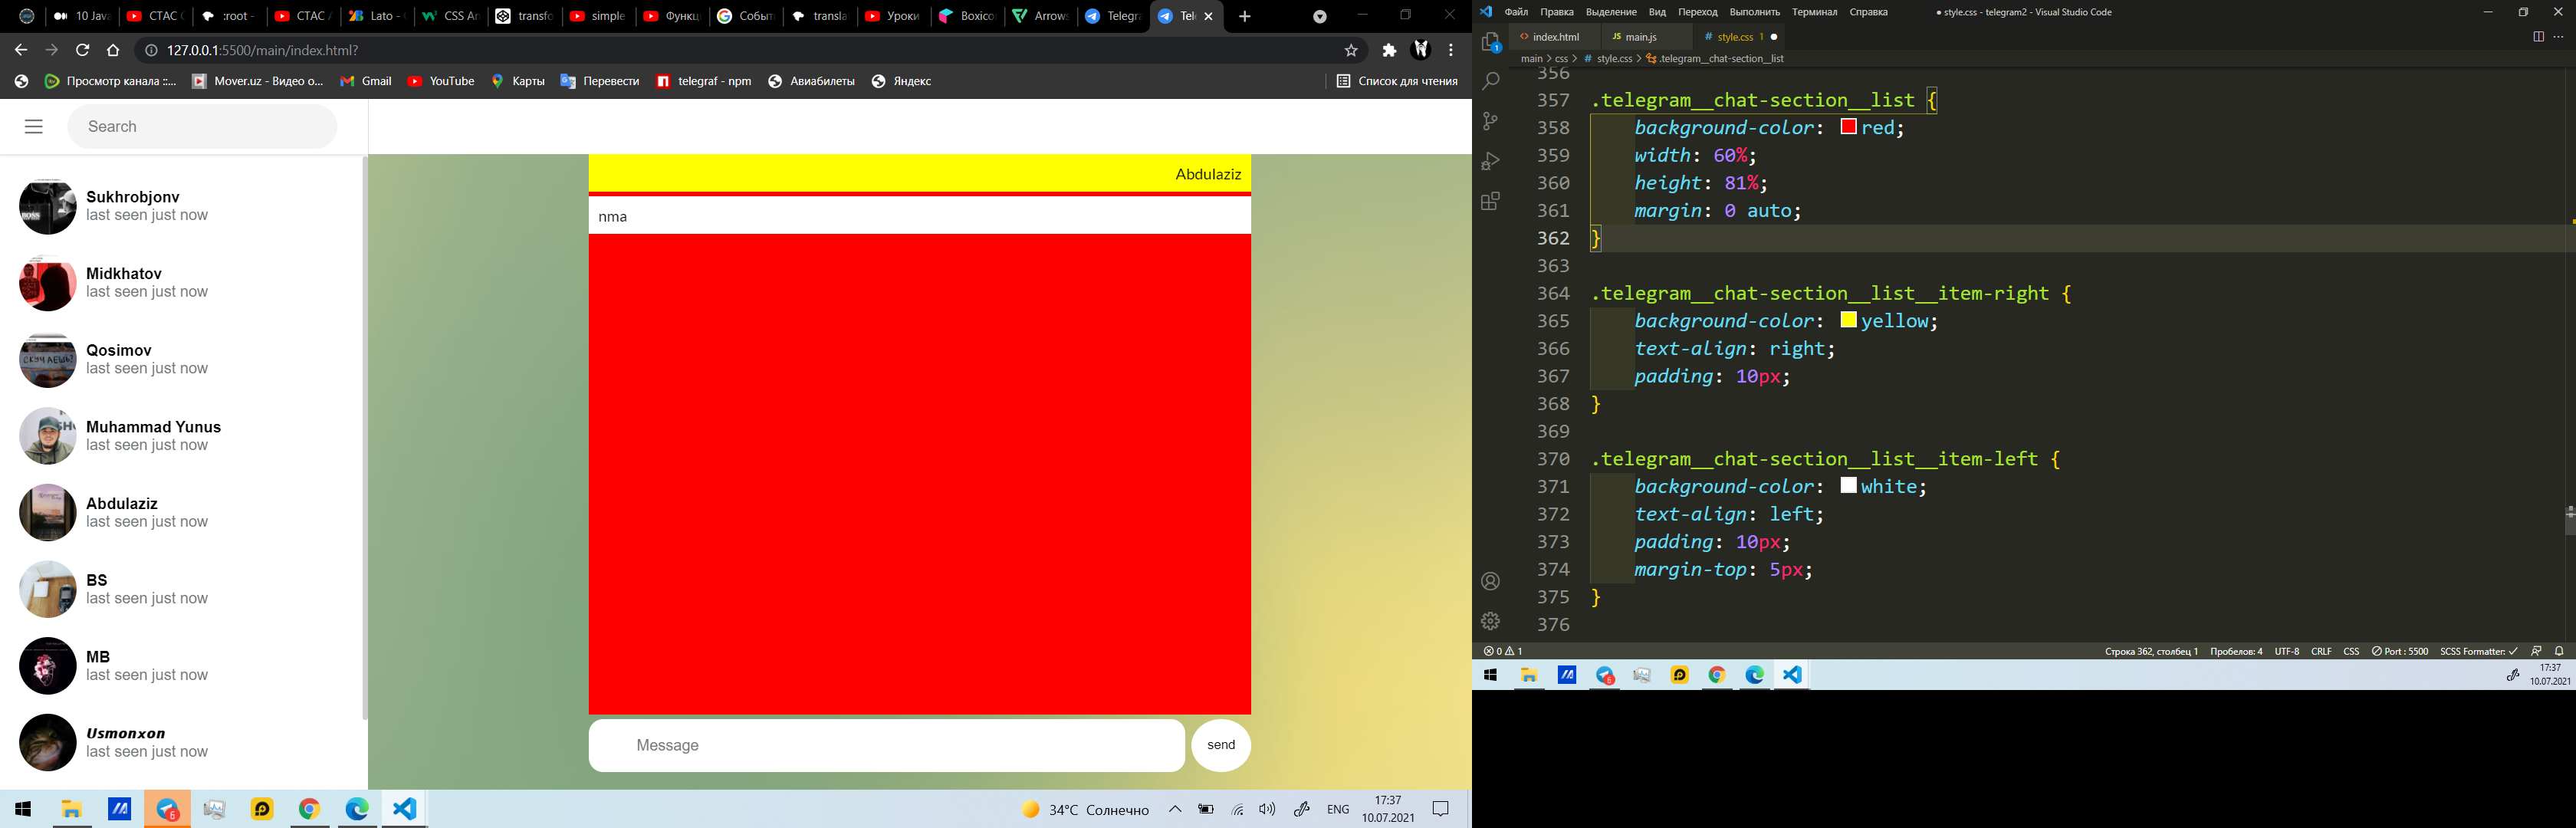 10 Java
СТАС
:root -
СТАС
Lato -
CSS An
transfo
simple
Функц
Событ
transla
Уроки
Boxico
Arrows
Telegra
Tel
127.0.0.1:5500/main/index.html?
Просмотр канала ::...
Mover.uz - Видео о...
Gmail
YouTube
Карты
Перевести
telegraf - npm
Авиабилеты
Яндекс
Список для чтения
Search
Sukhrobjonv
last seen just now
Midkhatov
last seen just now
Qosimov
last seen just now
Muhammad Yunus
last seen just now
Abdulaziz
last seen just now
BS
last seen just now
MB
last seen just now
Usmonxon
last seen just now
Abdulaziz
nma
Message
send
34°C Солнечно
ENG
17:37
10.07.2021
Файл Правка Выделение Вид Переход Выполнить Терминал Справка
● style.css - telegram2 - Visual Studio Code
index.html
JS main.js
# style.css 1
main > css > # style.css > .telegram__chat-section__list
356
357 .telegram__chat-section__list {
358 background-color: red;
359 width: 60%;
360 height: 81%;
361 margin: 0 auto;
362 }
363
364 .telegram__chat-section__list__item-right {
365 background-color: yellow;
366 text-align: right;
367 padding: 10px;
368 }
369
370 .telegram__chat-section__list__item-left {
371 background-color: white;
372 text-align: left;
373 padding: 10px;
374 margin-top: 5px;
375 }
376
0 1
Строка 362, столбец 1 Пробелов: 4 UTF-8 CRLF CSS Port : 5500 SCSS Formatter:
17:37
10.07.2021